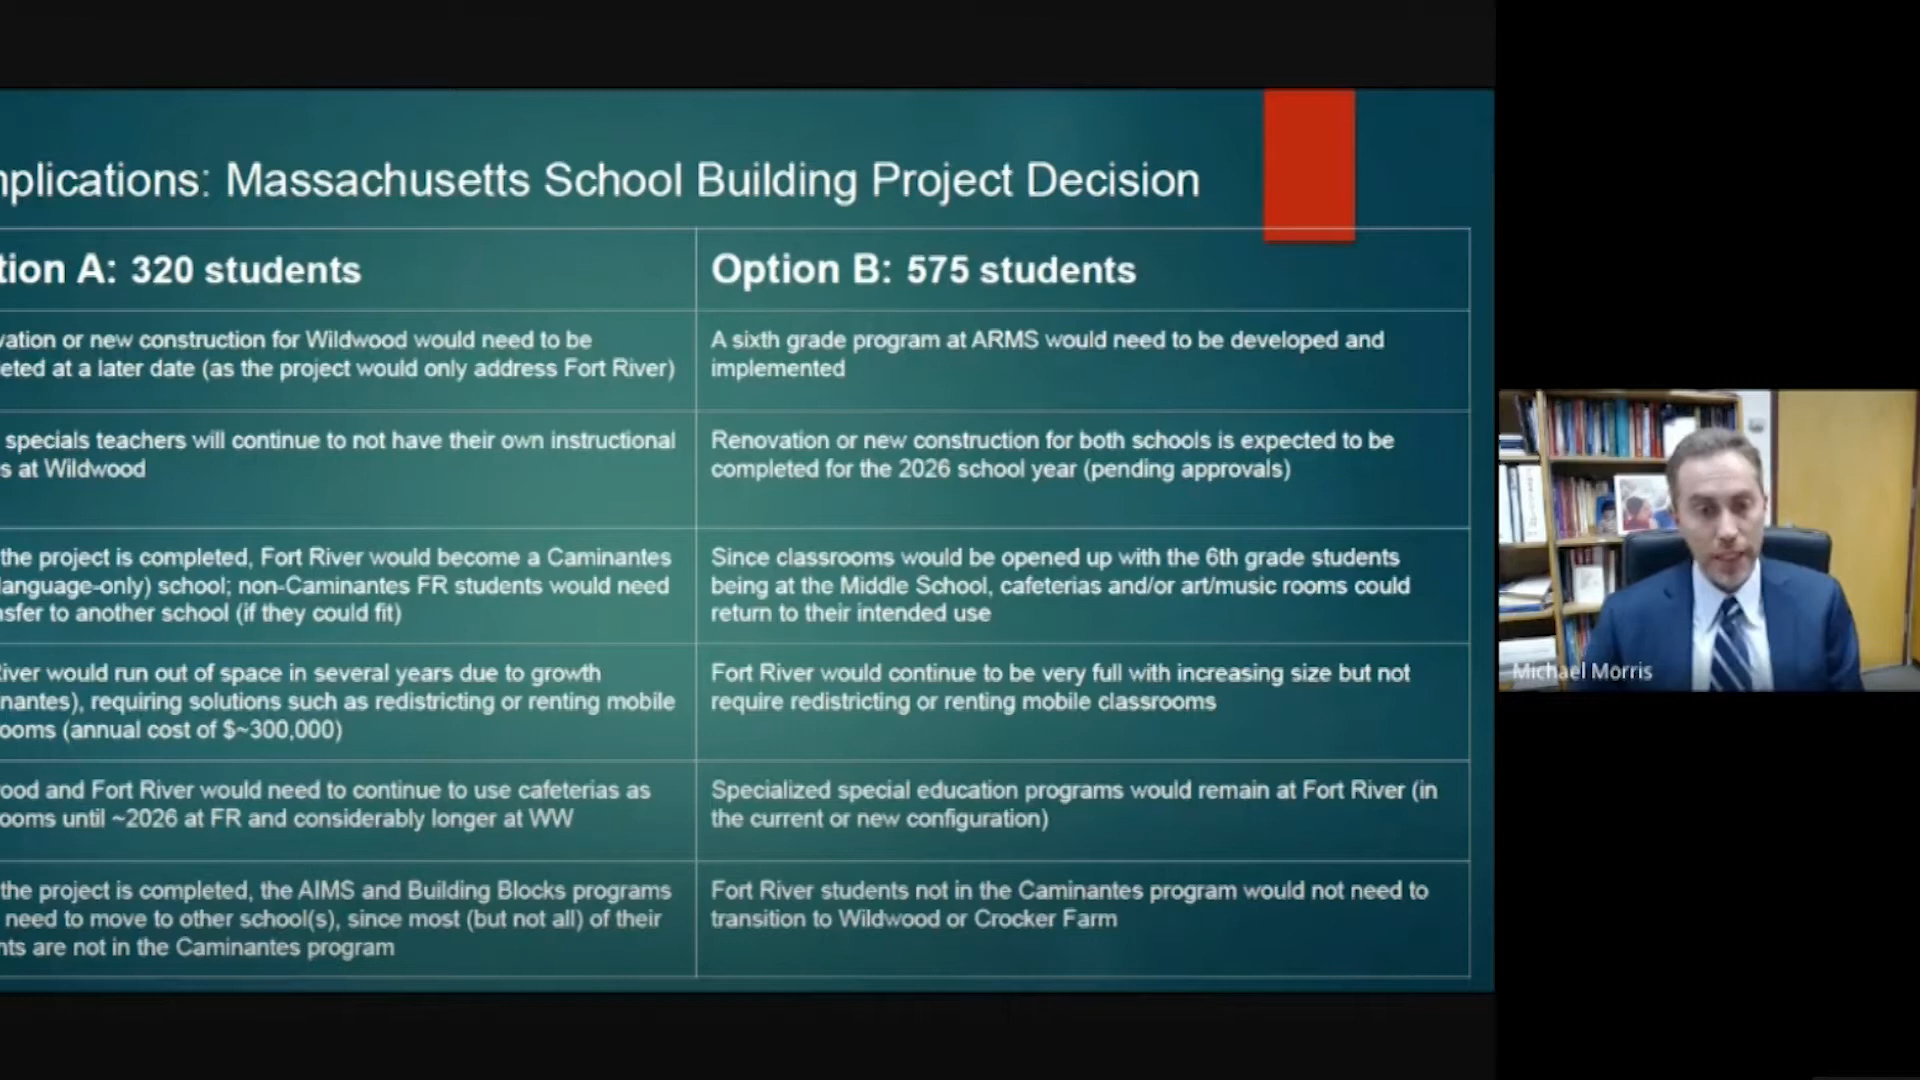 plications: Massachusetts School Building Project Decision
tion A: 320 students
vation or new construction for Wildwood would need to be
eted at a later date (as the project would only address Fort River)
specials teachers will continue to not have their own instructional
s at Wildwood
the project is completed, Fort River would become a Caminantes
language-only) school; non-Caminantes FR students would need
sfer to another school (if they could fit)
River would run out of space in several years due to growth
nantes), requiring solutions such as redistricting or renting mobile
ooms (annual cost of $~300,000)
ood and Fort River would need to continue to use cafeterias as
ooms until ~2026 at FR and considerably longer at WW
the project is completed, the AIMS and Building Blocks programs
need to move to other school(s), since most (but not all) of their
nts are not in the Caminantes program
Option B: 575 students
A sixth grade program at ARMS would need to be developed and
implemented
Renovation or new construction for both schools is expected to be
completed for the 2026 school year (pending approvals)
Since classrooms would be opened up with the 6th grade students
being at the Middle School, cafeterias and/or art/music rooms could
return to their intended use
Fort River would continue to be very full with increasing size but not
require redistricting or renting mobile classrooms
Specialized special education programs would remain at Fort River (in
the current or new configuration)
Fort River students not in the Caminantes program would not need to
transition to Wildwood or Crocker Farm
Michael Morris